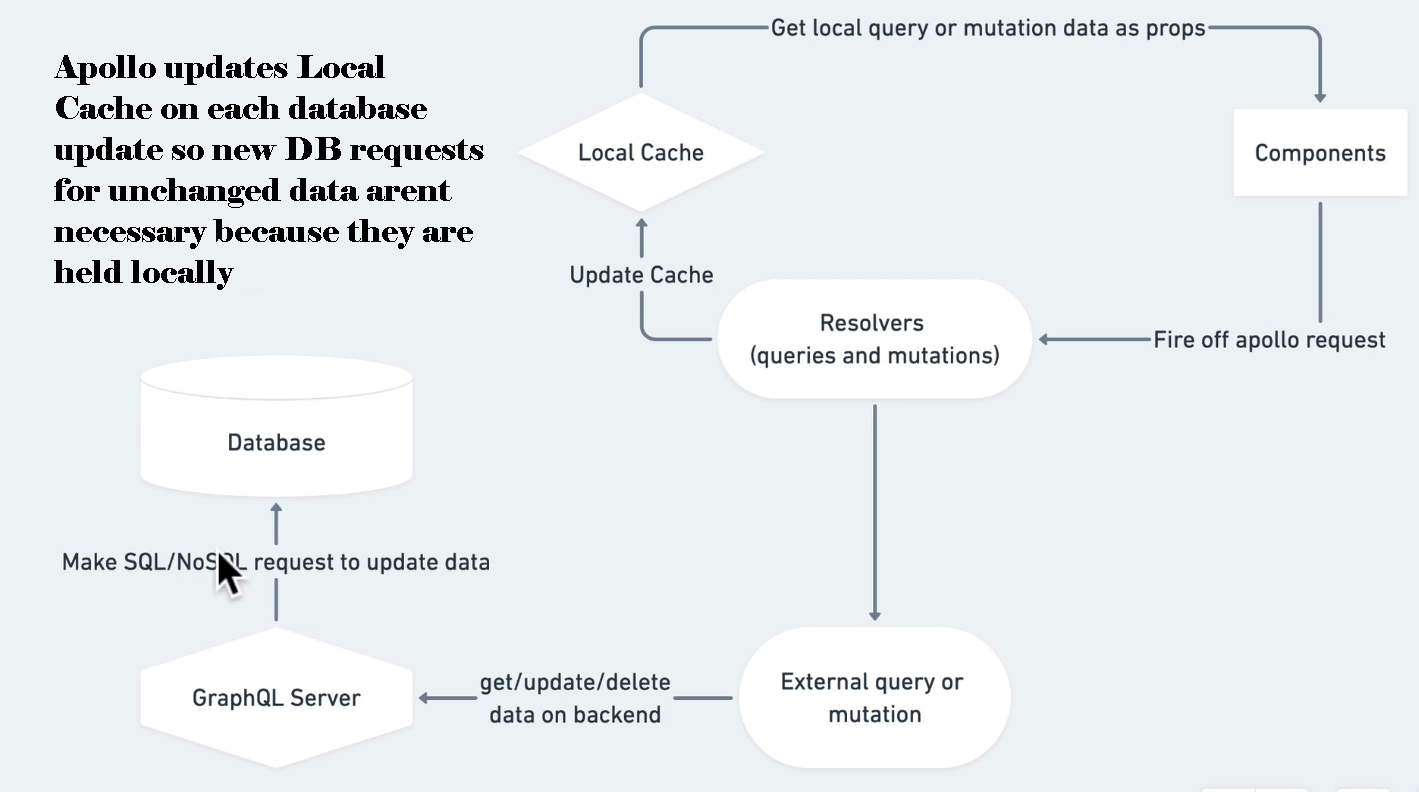 Apollo updates Local
Cache on each database
update so new DB requests
for unchanged data arent
necessary because they are
held locally
Get local query or mutation data as props
Local Cache
Components
Update Cache
Resolvers
(queries and mutations)
Fire off apollo request
Database
Make SQL/NoSQL request to update data
GraphQL Server
get/update/delete
data on backend
External query or
mutation